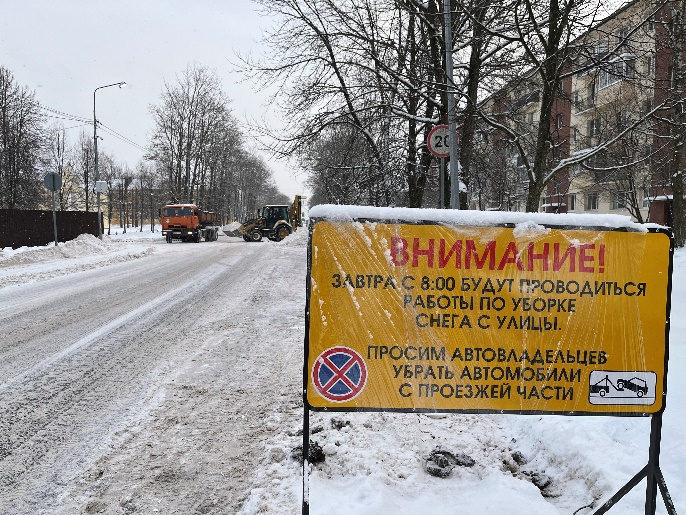 20
ВНИМАНИЕ!
ЗАВТРА С 8:00 БУДУТ ПРОВОДИТЬСЯ
РАБОТЫ ПО УБОРКЕ
СНЕГА С УЛИЦЫ.
ПРОСИМ АВТОВЛАДЕЛЬЦЕВ
УБРАТЬ АВТОМОБИЛИ
С ПРОЕЗЖЕЙ ЧАСТИ